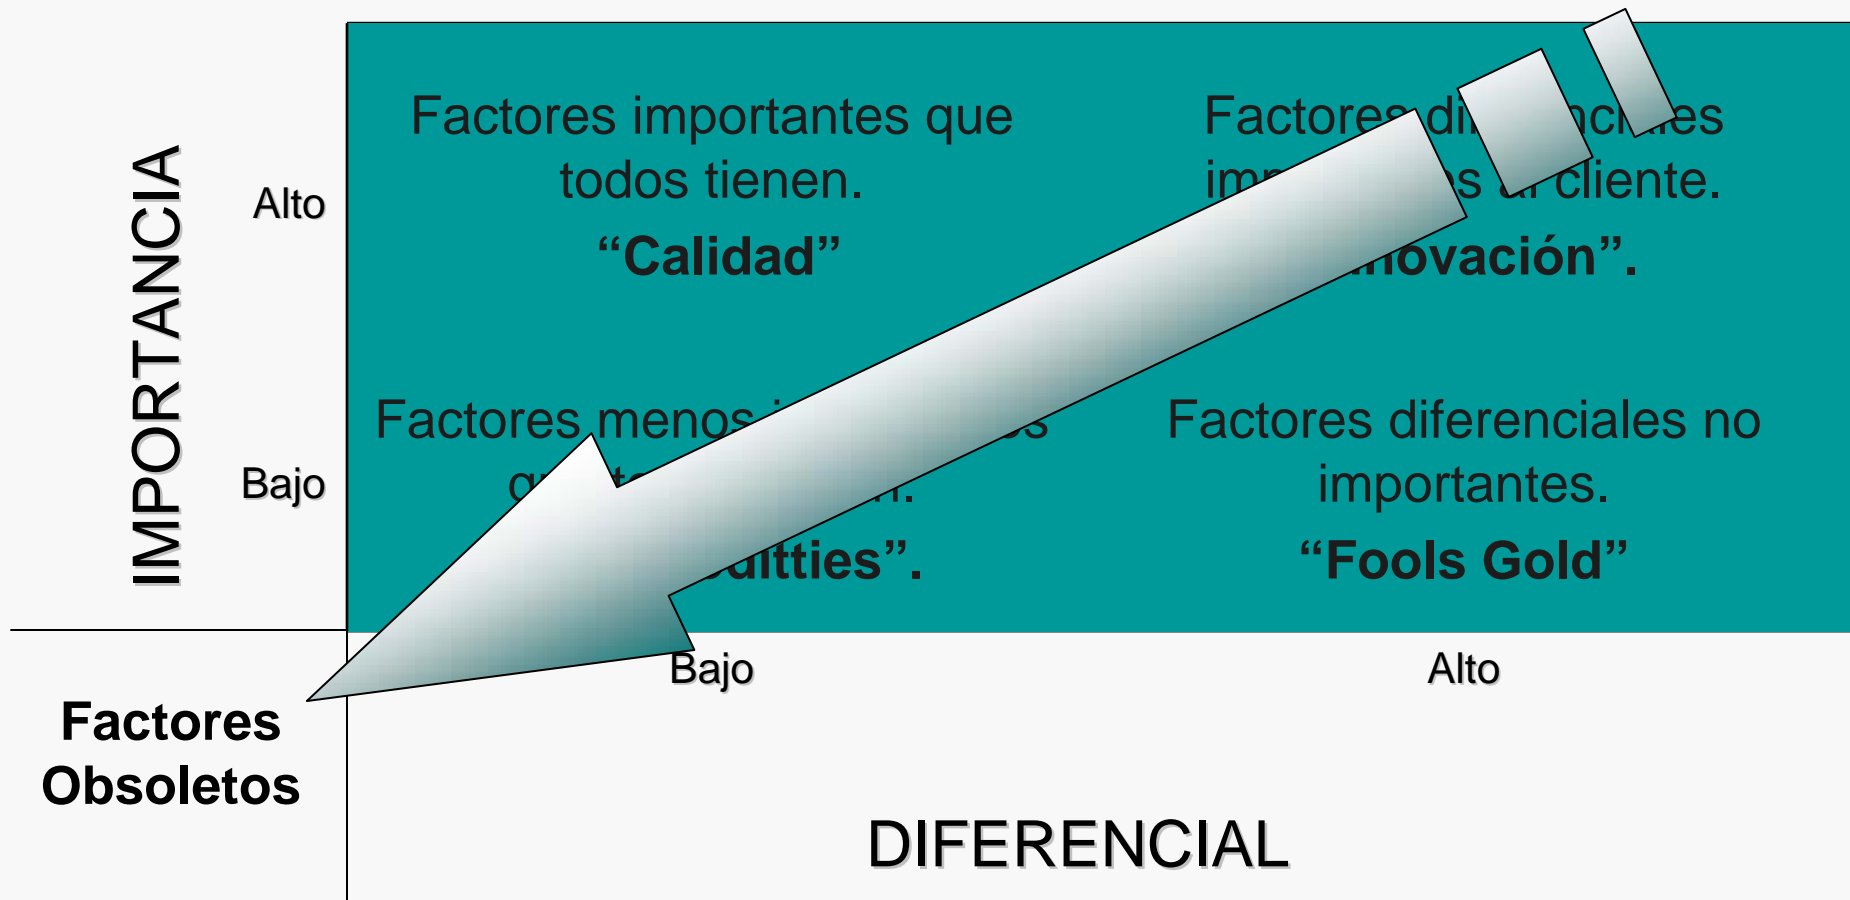 IMPORTANCIA
Alto
Bajo
Factores importantes que
todos tienen.
“Calidad”
Factores
cliente.
Factores menos
Factores diferenciales no
importantes.
“Fools Gold”
Bajo
Alto
Factores
Obsoletos
DIFERENCIAL